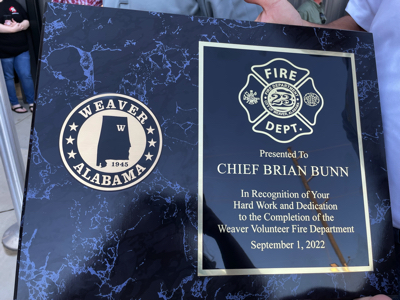 WEAVER
W
1945
ALABAMA
FIRE
23
DEPT.
Presented To
CHIEF BRIAN BUNN
In Recognition of Your
Hard Work and Dedication
to the Completion of the
Weaver Volunteer Fire Department
September 1, 2022